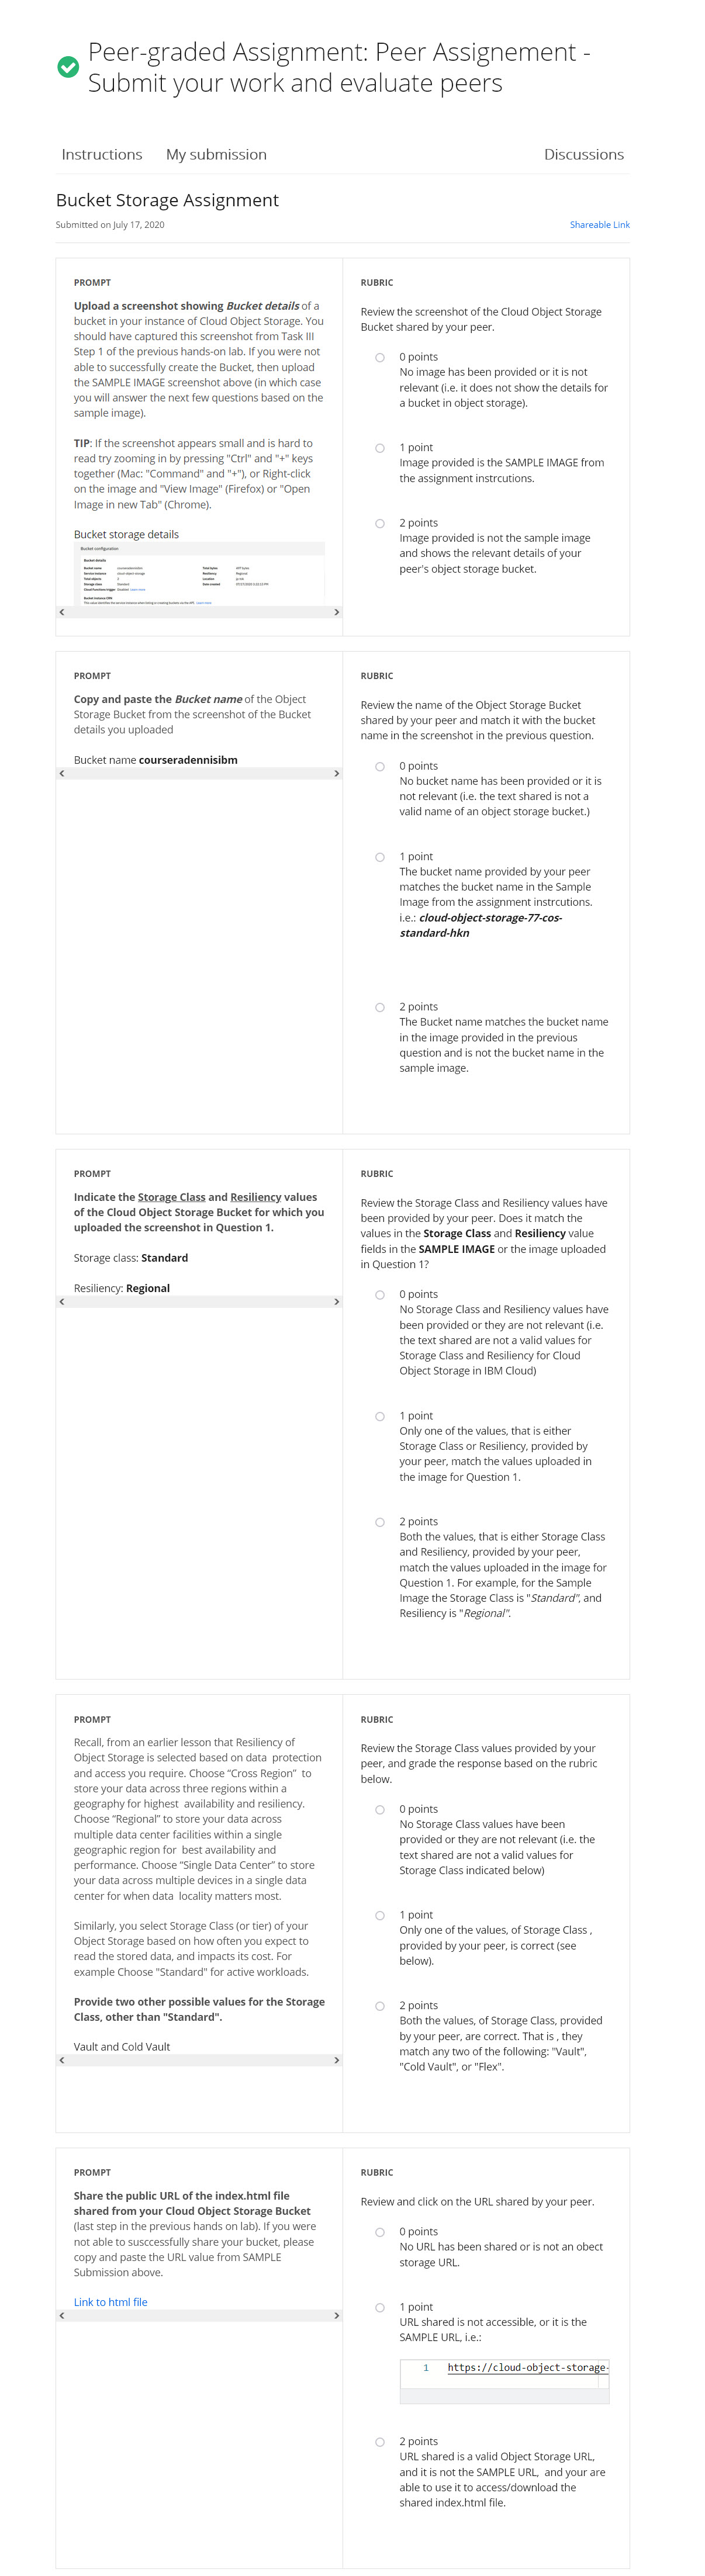 Peer-graded Assignment: Peer Assignement -
Submit your work and evaluate peers
Instructions My submission Discussions
Bucket Storage Assignment
Submitted on July 17, 2020 Shareable Link
PROMPT
Upload a screenshot showing Bucket details of a
bucket in your instance of Cloud Object Storage. You
should have captured this screenshot from Task III
Step 1 of the previous hands-on lab. If you were not
able to successfully create the Bucket, then upload
the SAMPLE IMAGE screenshot above (in which case
you will answer the next few questions based on the
sample image).
TIP: If the screenshot appears small and is hard to
read try zooming in by pressing "Ctrl" and "+" keys
together (Mac: "Command" and "+"), or Right-click
on the image and "View Image" (Firefox) or "Open
Image in new Tab" (Chrome).
Bucket storage details
Bucket configuration
Bucket details
Bucket name
Service instance cloud object storage
Total objects 2
Storage class Standard
Total bytes
Resiliency Regional
Location
Date created
RUBRIC
Review the screenshot of the Cloud Object Storage
Bucket shared by your peer.
0 points
No image has been provided or it is not
relevant (i.e. it does not show the details for
a bucket in object storage).
1 point
Image provided is the SAMPLE IMAGE from
the assignment instrcutions.
2 points
Image provided is not the sample image
and shows the relevant details of your
peer's object storage bucket.
PROMPT
Copy and paste the Bucket name of the Object
Storage Bucket from the screenshot of the Bucket
details you uploaded
Bucket name courseradennisibm
RUBRIC
Review the name of the Object Storage Bucket
shared by your peer and match it with the bucket
name in the screenshot in the previous question.
0 points
No bucket name has been provided or it is
not relevant (i.e. the text shared is not a
valid name of an object storage bucket.)
1 point
The bucket name provided by your peer
matches the bucket name in the Sample
Image from the assignment instrcutions.
i.e.: cloud-object-storage-77-cos-
standard-hkn
2 points
The Bucket name matches the bucket name
in the image provided in the previous
question and is not the bucket name in the
sample image.
PROMPT
Indicate the Storage Class and Resiliency values
of the Cloud Object Storage Bucket for which you
uploaded the screenshot in Question 1.
Storage class: Standard
Resiliency: Regional
RUBRIC
Review the Storage Class and Resiliency values have
been provided by your peer. Does it match the
values in the Storage Class and Resiliency value
fields in the SAMPLE IMAGE or the image uploaded
in Question 1?
0 points
No Storage Class and Resiliency values have
been provided or they are not relevant (i.e.
the text shared are not a valid values for
Storage Class and Resiliency for Cloud
Object Storage in IBM Cloud)
1 point
Only one of the values, that is either
Storage Class or Resiliency, provided by
your peer, match the values uploaded in
the image for Question 1.
2 points
Both the values, that is either Storage Class
and Resiliency, provided by your peer,
match the values uploaded in the image for
Question 1. For example, for the Sample
Image the Storage Class is "Standard", and
Resiliency is "Regional".
PROMPT
Recall, from an earlier lesson that Resiliency of
Object Storage is selected based on data protection
and access you require. Choose “Cross Region” to
store your data across three regions within a
geography for highest availability and resiliency.
Choose “Regional” to store your data across
multiple data center facilities within a single
geographic region for best availability and
performance. Choose “Single Data Center” to store
your data across multiple devices in a single data
center for when data locality matters most.
Similarly, you select Storage Class (or tier) of your
Object Storage based on how often you expect to
read the stored data, and impacts its cost. For
example Choose "Standard" for active workloads.
Provide two other possible values for the Storage
Class, other than "Standard".
Vault and Cold Vault
RUBRIC
Review the Storage Class values provided by your
peer, and grade the response based on the rubric
below.
0 points
No Storage Class values have been
provided or they are not relevant (i.e. the
text shared are not a valid values for
Storage Class indicated below)
1 point
Only one of the values, of Storage Class ,
provided by your peer, is correct (see
below).
2 points
Both the values, of Storage Class, provided
by your peer, are correct. That is , they
match any two of the following: "Vault",
"Cold Vault", or "Flex".
PROMPT
Share the public URL of the index.html file
shared from your Cloud Object Storage Bucket
(last step in the previous hands on lab). If you were
not able to susccessfully share your bucket, please
copy and paste the URL value from SAMPLE
Submission above.
Link to html file
RUBRIC
Review and click on the URL shared by your peer.
0 points
No URL has been shared or is not an obect
storage URL.
1 point
URL shared is not accessible, or it is the
SAMPLE URL, i.e.:
1 https://cloud-object-storage-
2 points
URL shared is a valid Object Storage URL,
and it is not the SAMPLE URL, and your are
able to use it to access/download the
shared index.html file.